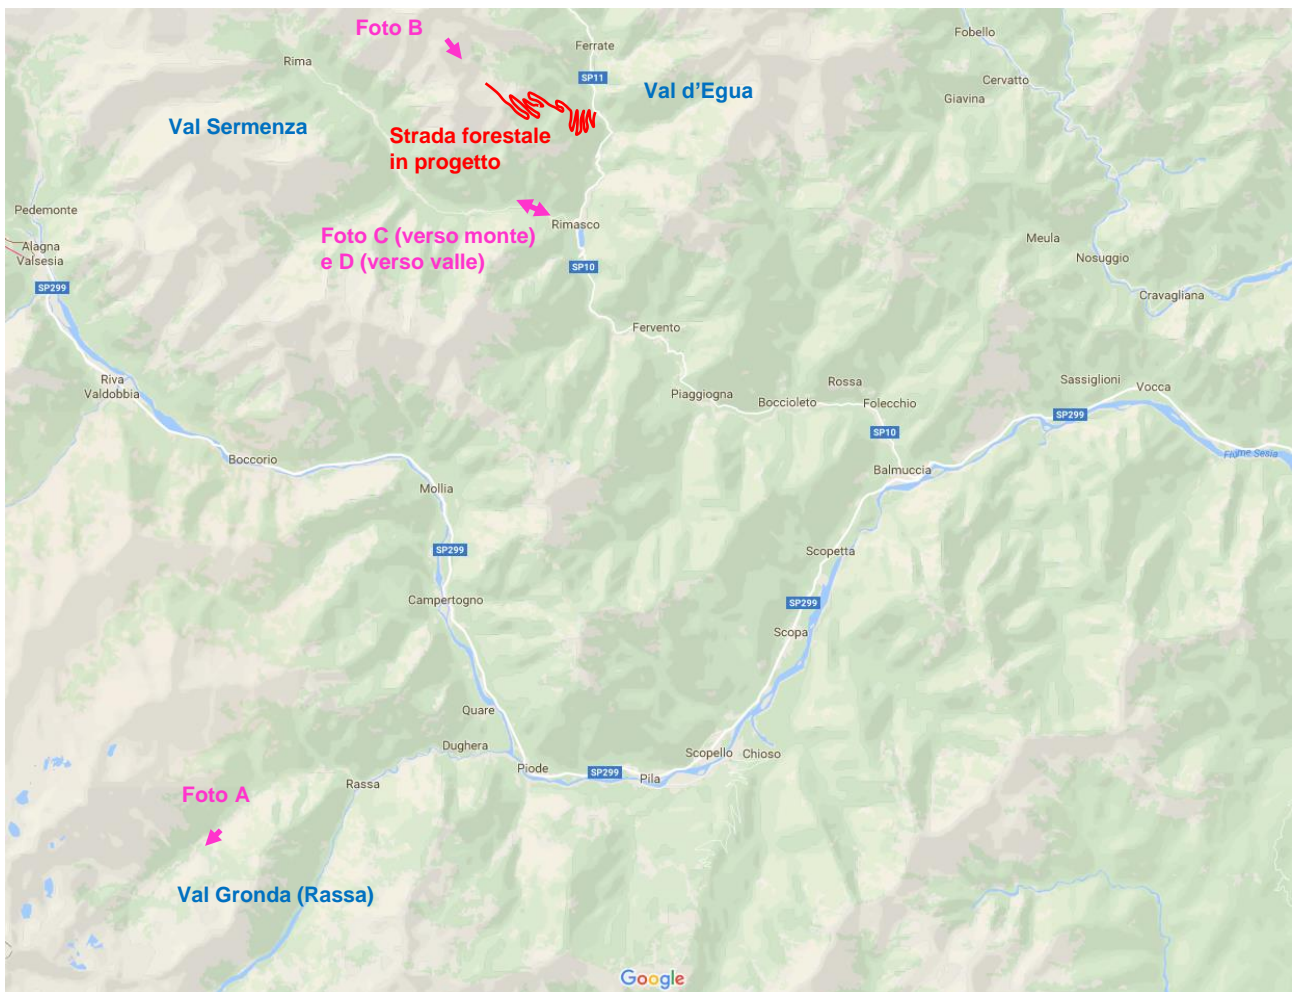 Foto B
Fobello
Ferrate
Rima
SP11
Cervatto
Val d'Egua
Giavina
Val Sermenza
Strada forestale
in progetto
Pedemonte
Rimasco
Foto C (verso monte)
e D (verso valle)
Meula
Alagna
Valsesia
Nosuggio
SP10
SP299
Cravagliana
Fervento
Riva
Valdobbia
Rossa
Sassiglioni
Vocca
Piaggiogna
Boccioleto
Folecchio
SP299
SP10
Fiume Sesia
Boccorio
Balmuccia
Mollia
SP299
Scopetta
Campertogno
SP299
Scopa
Quare
Dughera
Scopello
Chioso
Piode
SP299
Pila
Rassa
Foto A
Val Gronda (Rassa)
Google